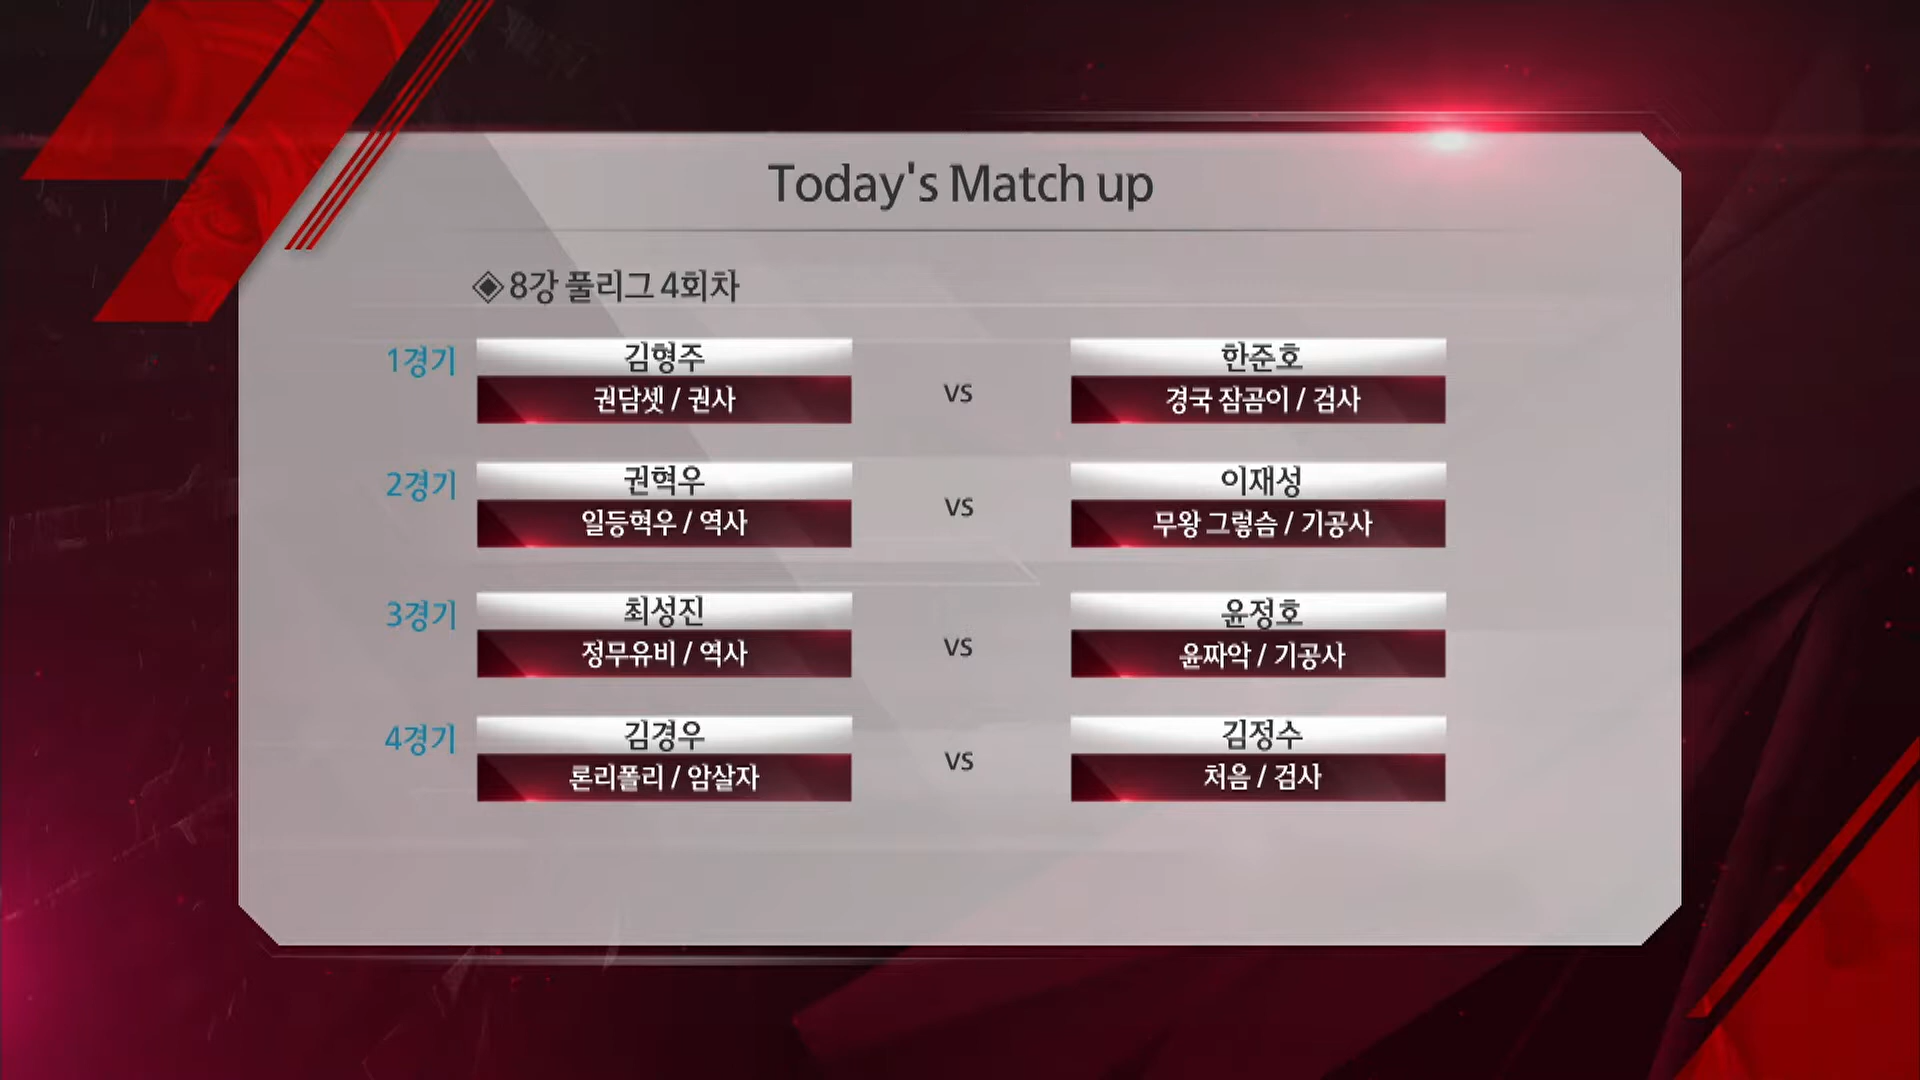 Today's Match up
8강 풀리그 4회차
1경기 김형주 한준호
권담셋 / 권사 VS 경국 잠곰이 / 검사
2경기 권혁우 이재성
일등혁우 / 역사 VS 무왕 그렇슴 / 기공사
3경기 최성진 윤정호
정무유비 / 역사 VS 윤짜악 / 기공사
4경기 김경우 김정수
론리폴리 / 암살자 VS 처음 / 검사